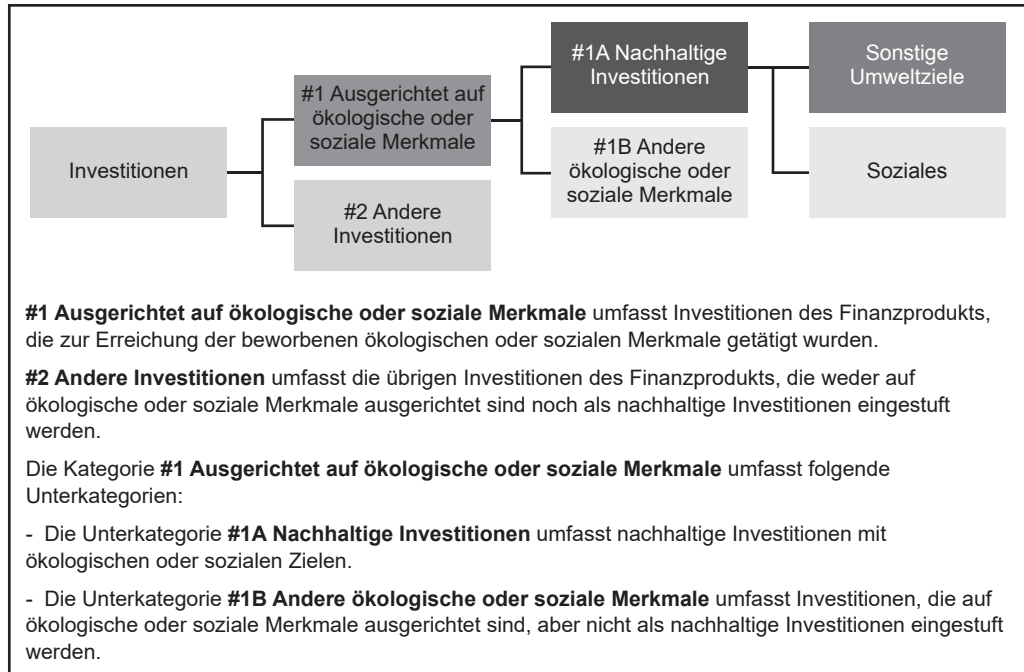 #1A Nachhaltige
Investitionen
Sonstige
Umweltziele
#1 Ausgerichtet auf
ökologische oder
soziale Merkmale
#1B Andere
ökologische oder
soziale Merkmale
Investitionen
Soziales
#2 Andere
Investitionen
#1 Ausgerichtet auf ökologische oder soziale Merkmale umfasst Investitionen des Finanzprodukts,
die zur Erreichung der beworbenen ökologischen oder sozialen Merkmale getätigt wurden.
#2 Andere Investitionen umfasst die übrigen Investitionen des Finanzprodukts, die weder auf
ökologische oder soziale Merkmale ausgerichtet sind noch als nachhaltige Investitionen eingestuft
werden.
Die Kategorie #1 Ausgerichtet auf ökologische oder soziale Merkmale umfasst folgende
Unterkategorien:
- Die Unterkategorie #1A Nachhaltige Investitionen umfasst nachhaltige Investitionen mit
ökologischen oder sozialen Zielen.
- Die Unterkategorie #1B Andere ökologische oder soziale Merkmale umfasst Investitionen, die auf
ökologische oder soziale Merkmale ausgerichtet sind, aber nicht als nachhaltige Investitionen eingestuft
werden.